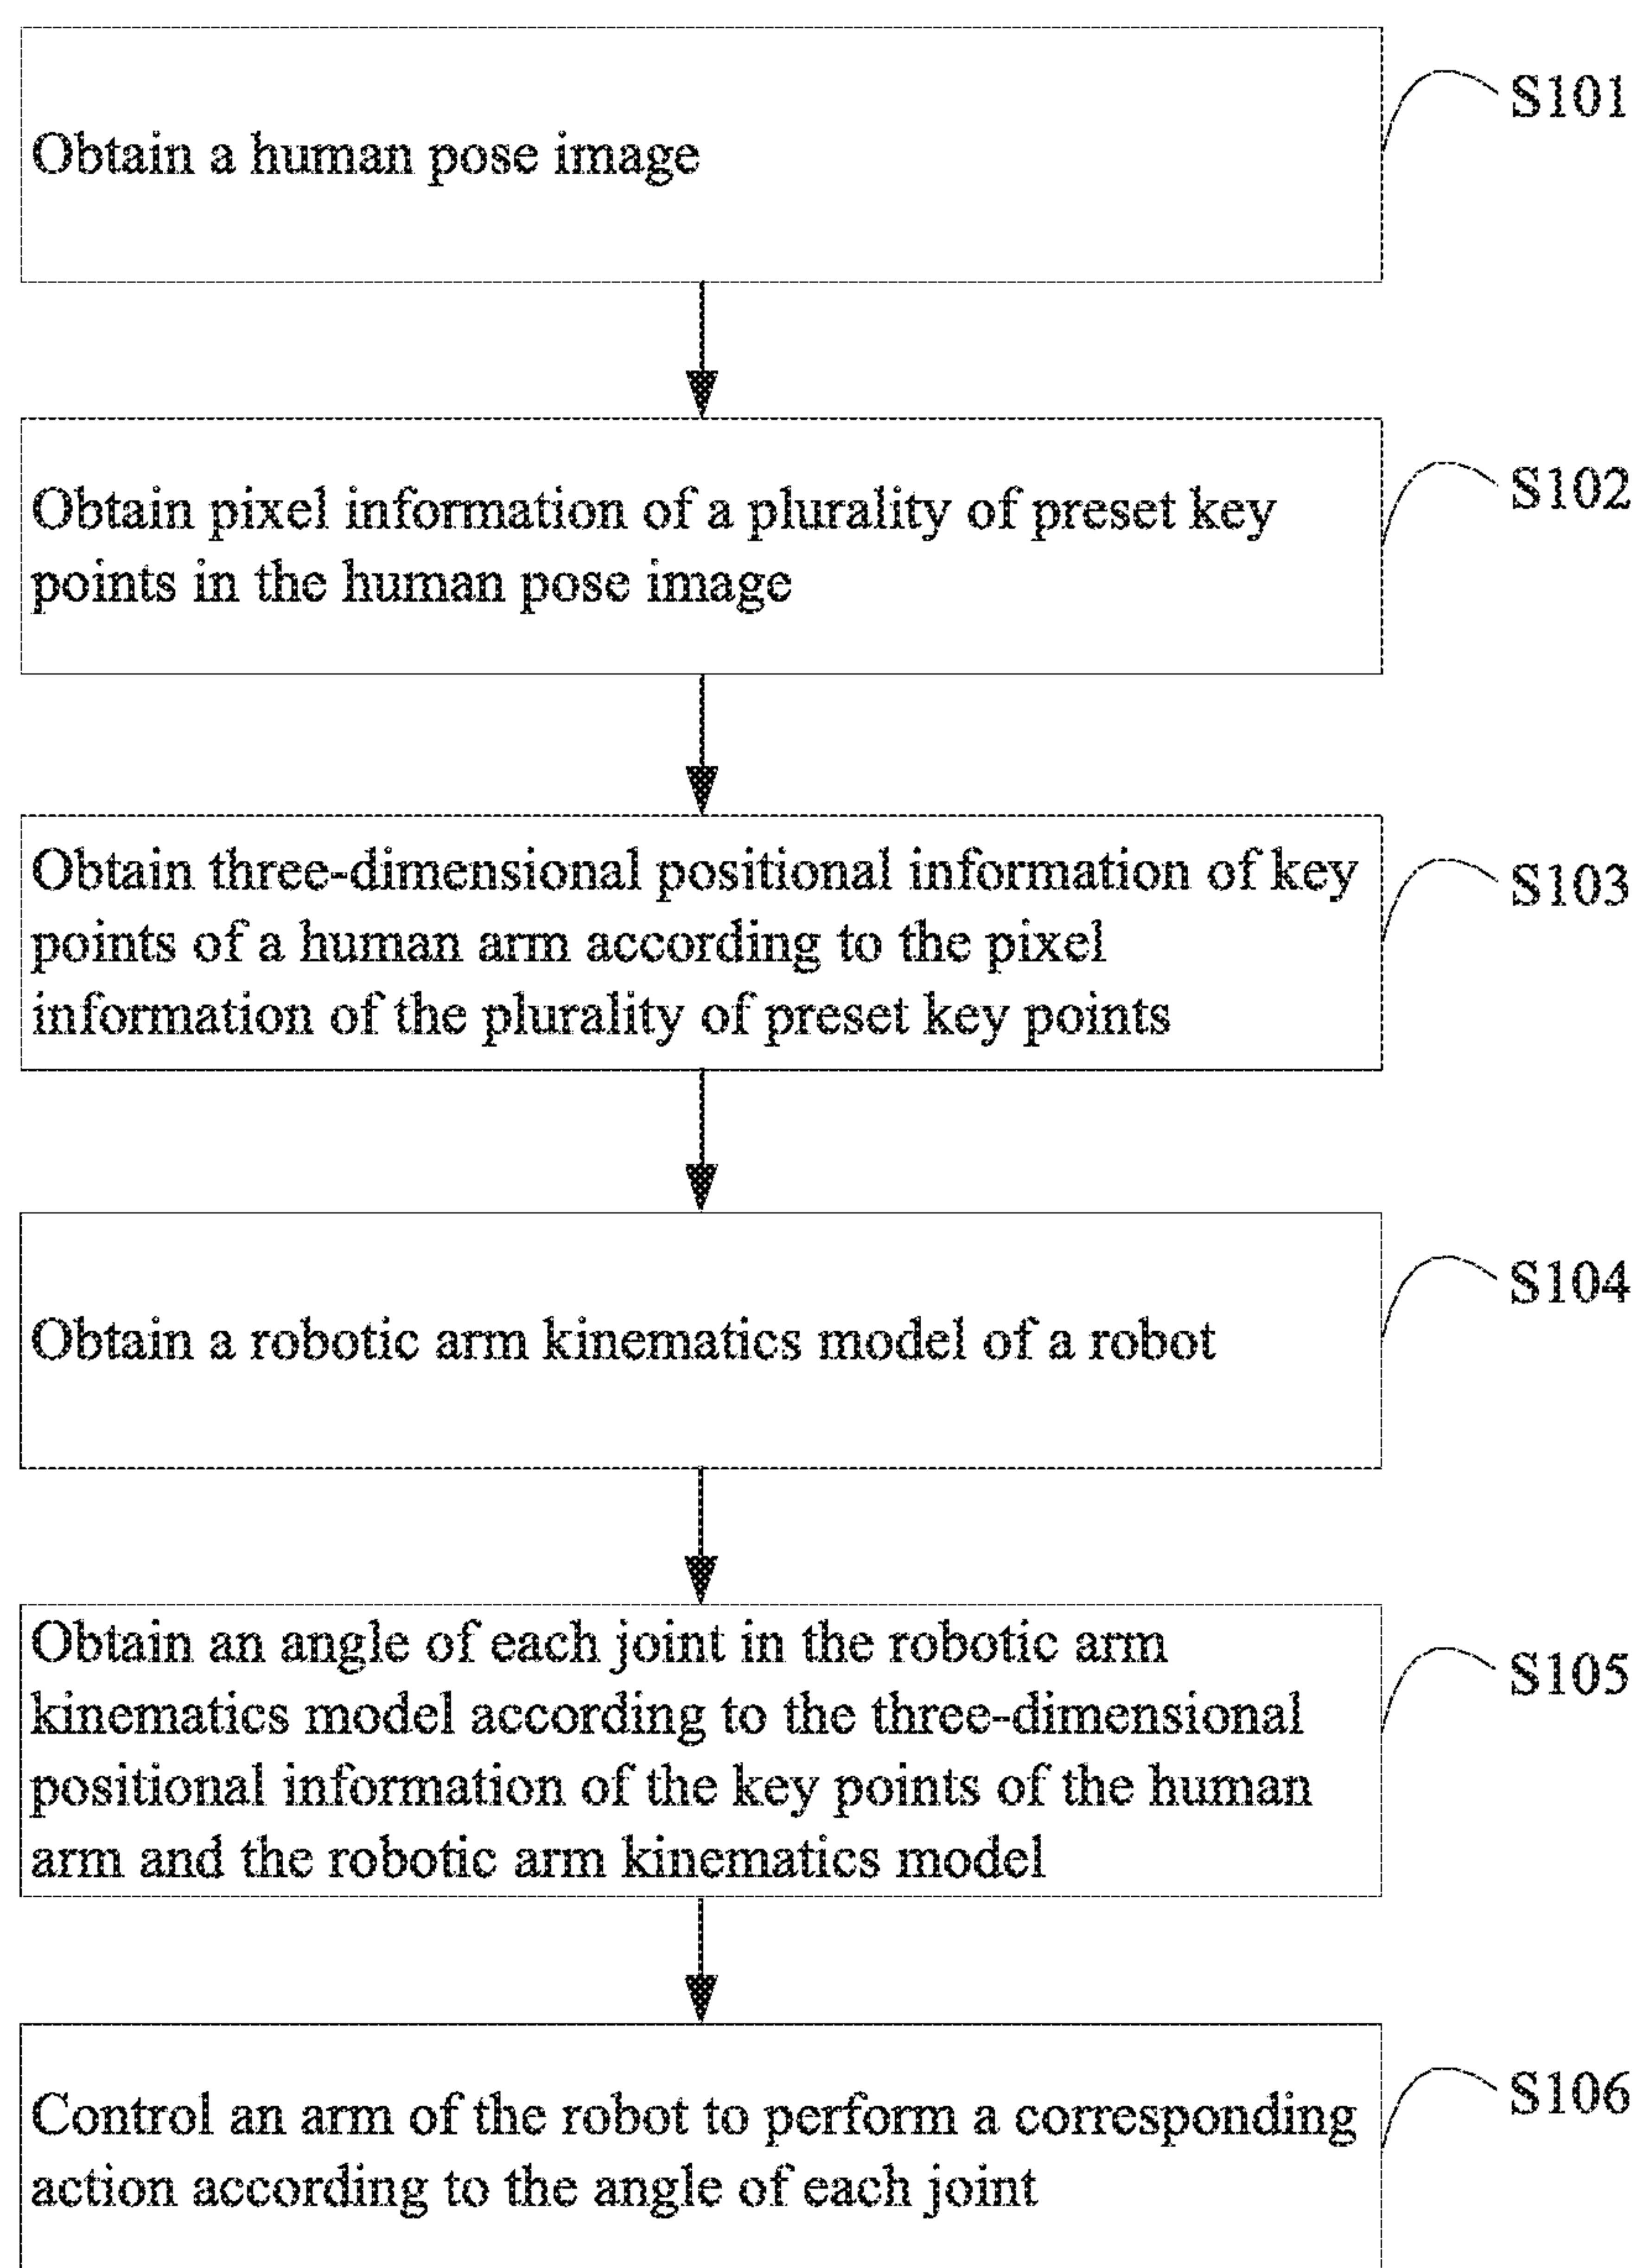 S101
Obtain a human pose image
S102
Obtain pixel information of a plurality of preset key
points in the human pose image
S103
Obtain three-dimensional positional information of key
points of a human arm according to the pixel
information of the plurality of preset key points
S104
Obtain a robotic arm kinematics model of a robot
S105
Obtain an angle of each joint in the robotic arm
kinematics model according to the three-dimensional
positional information of the key points of the human
arm and the robotic arm kinematics model
S106
Control an arm of the robot to perform a corresponding
action according to the angle of each joint